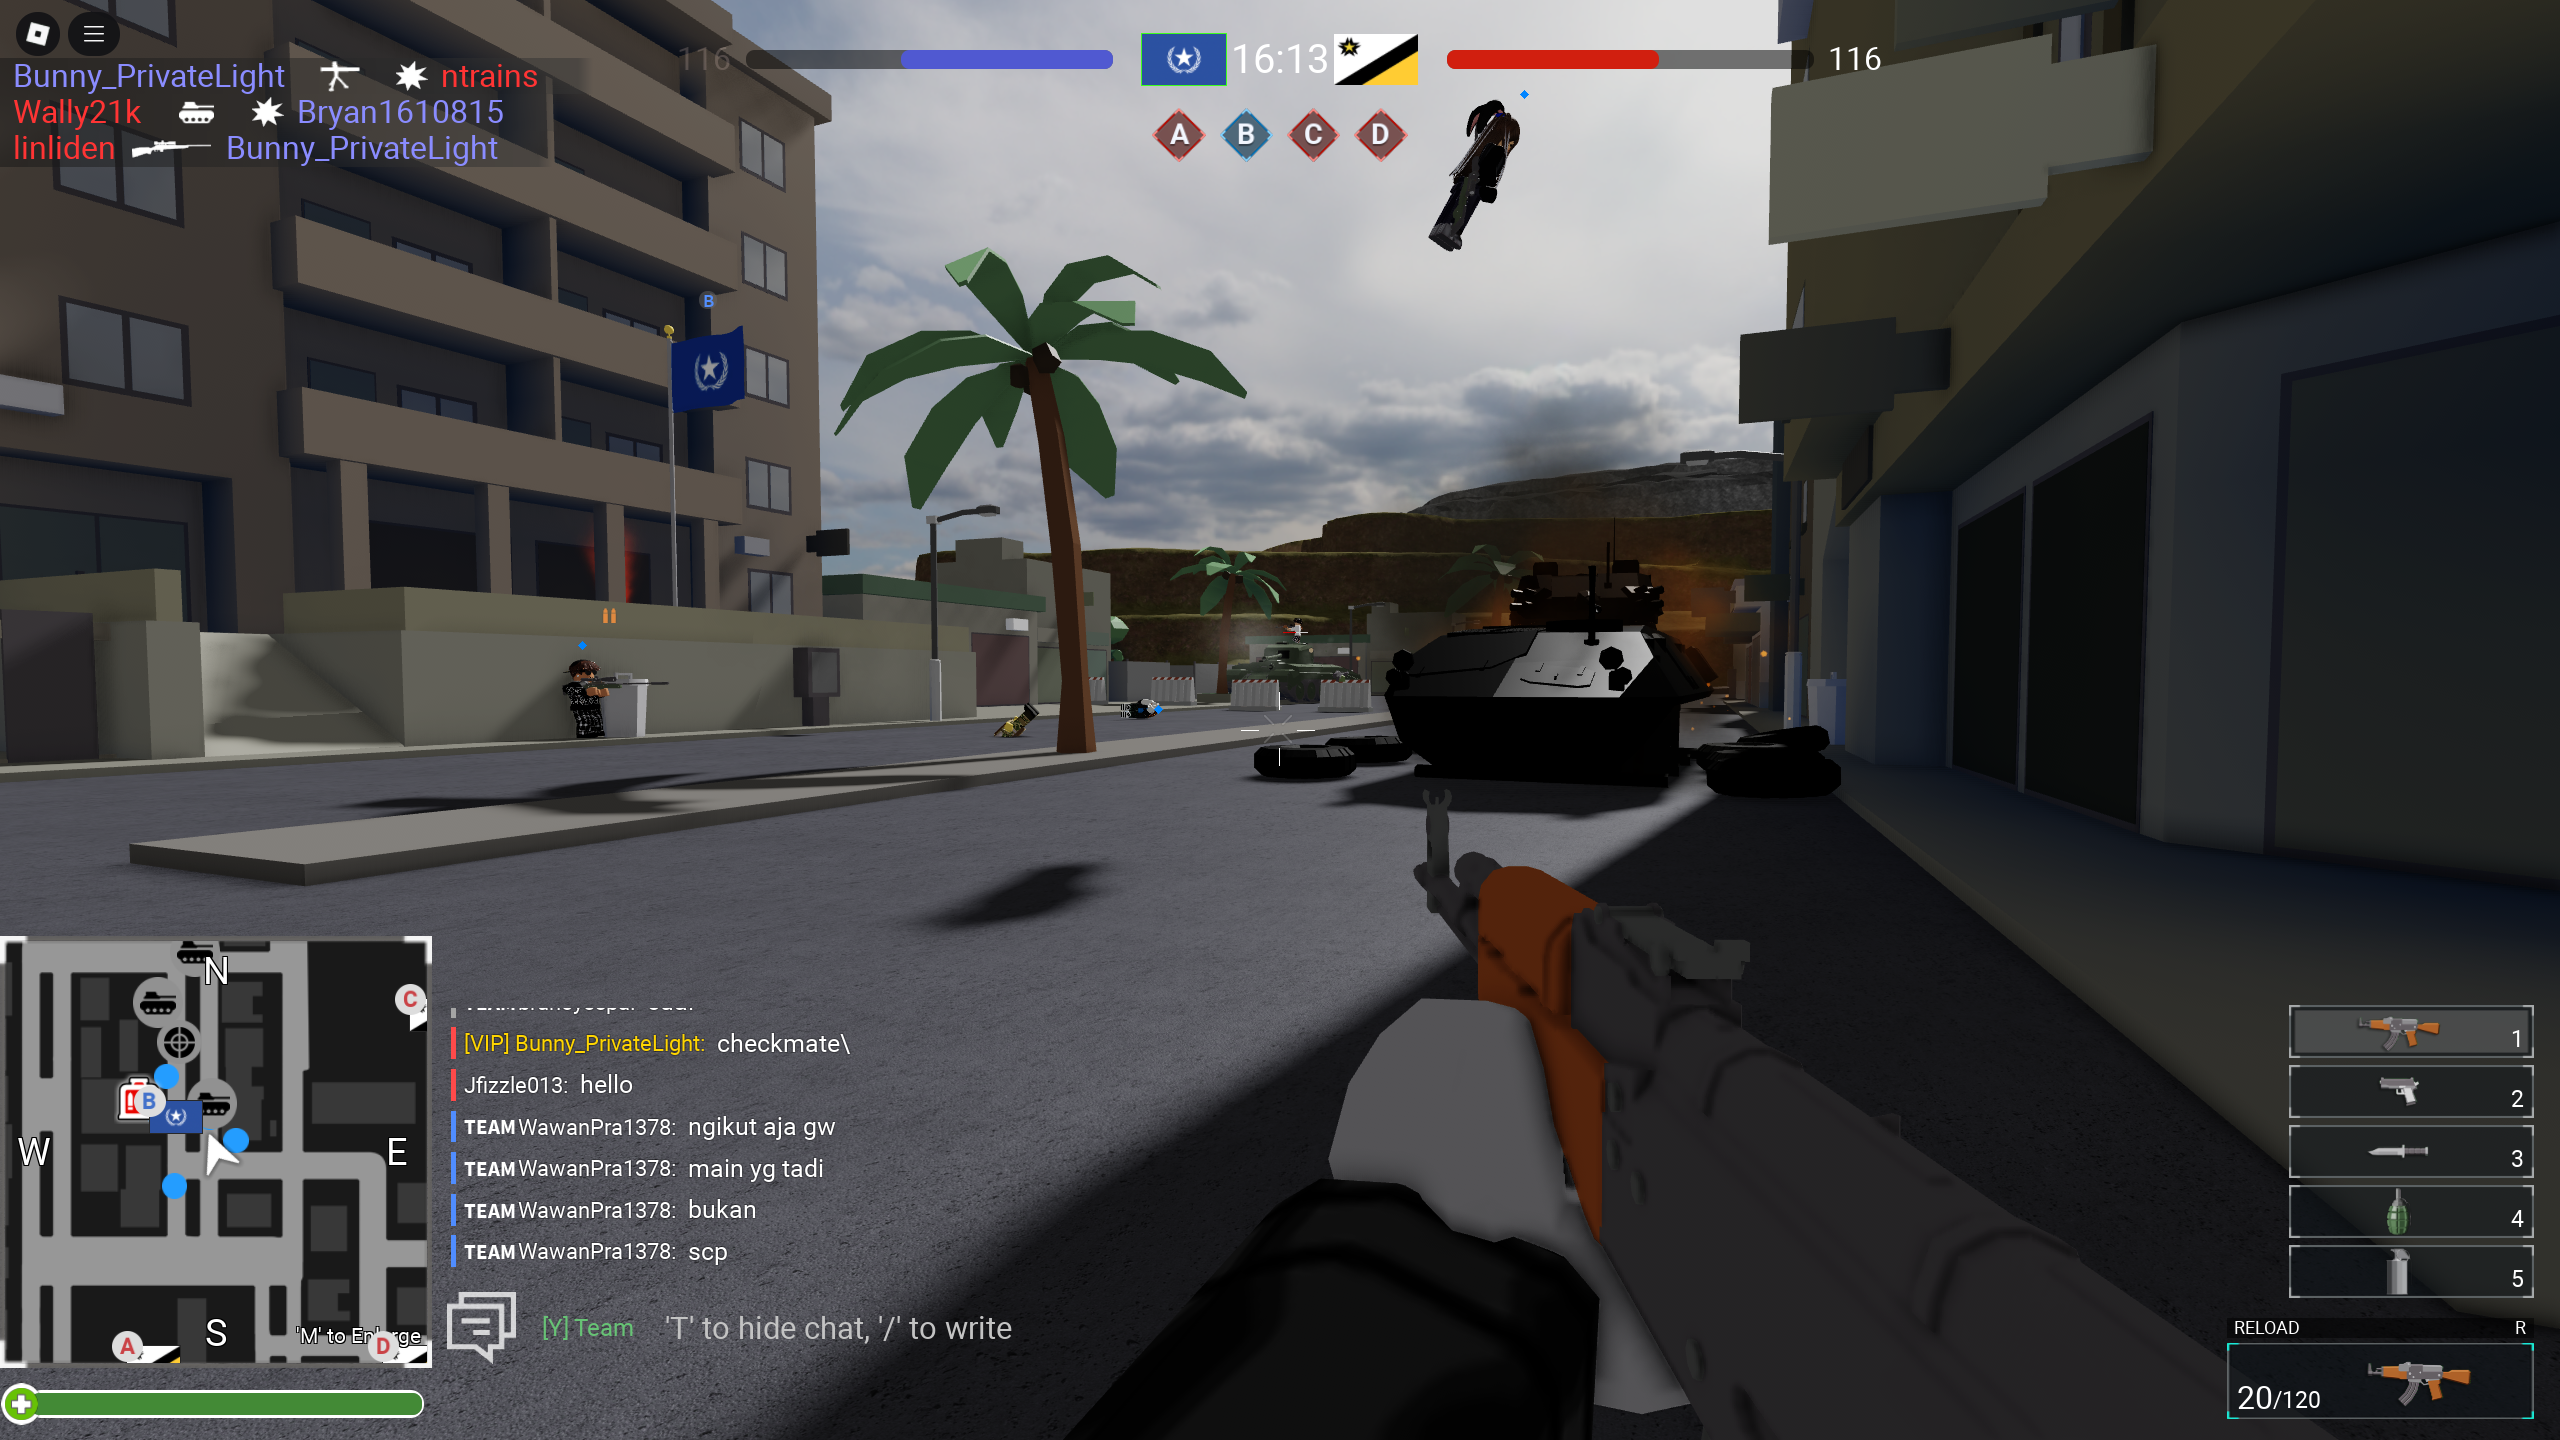 116 16:13 116
Bunny_PrivateLight ntrains
Wally21k Bryan1610815
linliden Bunny_PrivateLight
A B C D
B
N
C
B
W E
S
'M' to Enlarge
A D
[VIP] Bunny_PrivateLight: checkmate\
Jfizzle013: hello
TEAM WawanPra1378: ngikut aja gw
TEAM WawanPra1378: main yg tadi
TEAM WawanPra1378: bukan
TEAM WawanPra1378: scp
[Y] Team 'T' to hide chat, '/' to write
1
2
3
4
5
RELOAD R
20/120